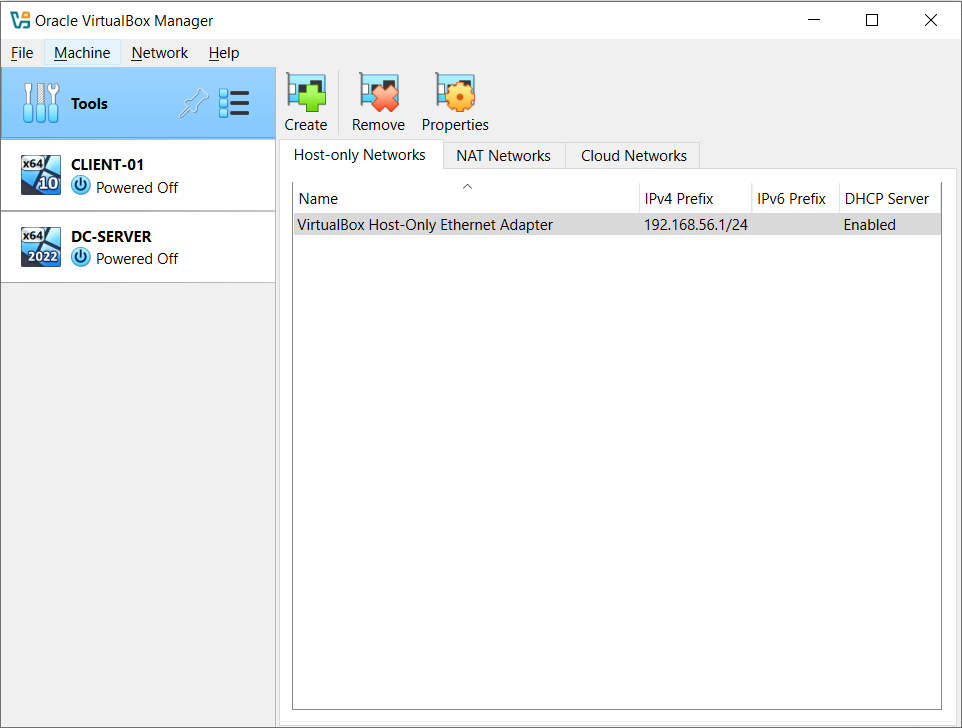 Oracle VirtualBox Manager
File Machine Network Help
Tools
Create Remove Properties
Host-only Networks NAT Networks Cloud Networks
x64 10 CLIENT-01
Powered Off
x64 2022 DC-SERVER
Powered Off
Name IPv4 Prefix IPv6 Prefix DHCP Server
VirtualBox Host-Only Ethernet Adapter 192.168.56.1/24 Enabled